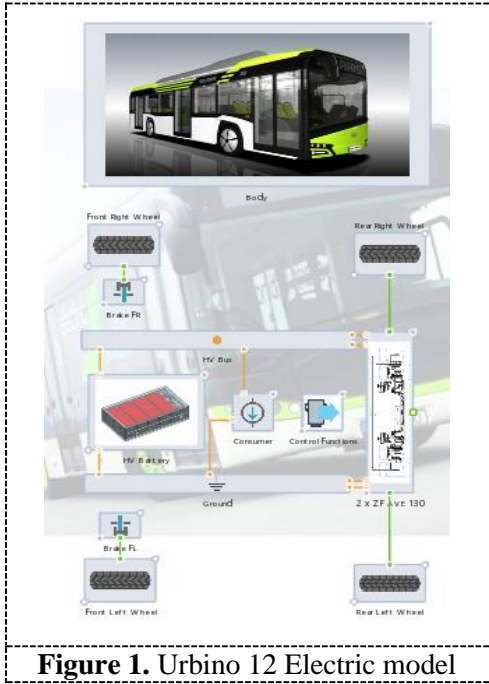 Body
Front Right Wheel
Rear Right Wheel
Brake FR
HV Bus
Consumer
Control Functions
HV Battery
Ground
2 x ZF AVE 130
Brake FL
Front Left Wheel
Rear Left Wheel
Figure 1. Urbino 12 Electric model